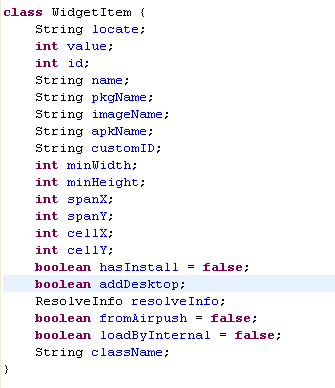 class WidgetItem {
    String locate;
    int value;
    int id;
    String name;
    String pkgName;
    String imageName;
    String apkName;
    String customID;
    int minWidth;
    int minHeight;
    int spanX;
    int spanY;
    int cellX;
    int cellY;
    boolean hasInstall = false;
    boolean addDesktop;
    ResolveInfo resolveInfo;
    boolean fromAirpush = false;
    boolean loadByInternal = false;
    String className;
}